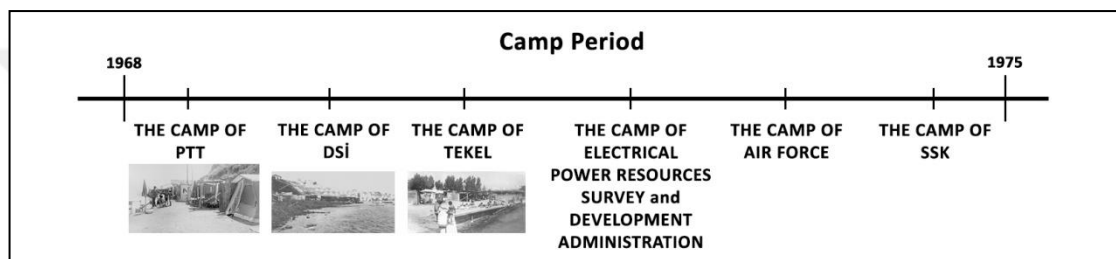 Camp Period
1968
1975
THE CAMP OF
PTT
THE CAMP OF
DSİ
THE CAMP OF
TEKEL
THE CAMP OF
ELECTRICAL
POWER RESOURCES
SURVEY and
DEVELOPMENT
ADMINISTRATION
THE CAMP OF
AIR FORCE
THE CAMP OF
SSK